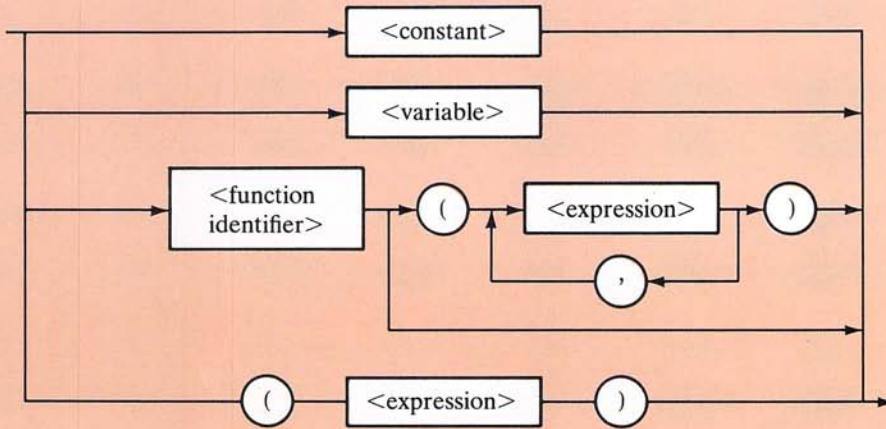 <constant>
<variable>
<function
identifier>
(
<expression>
)
,
(
<expression>
)